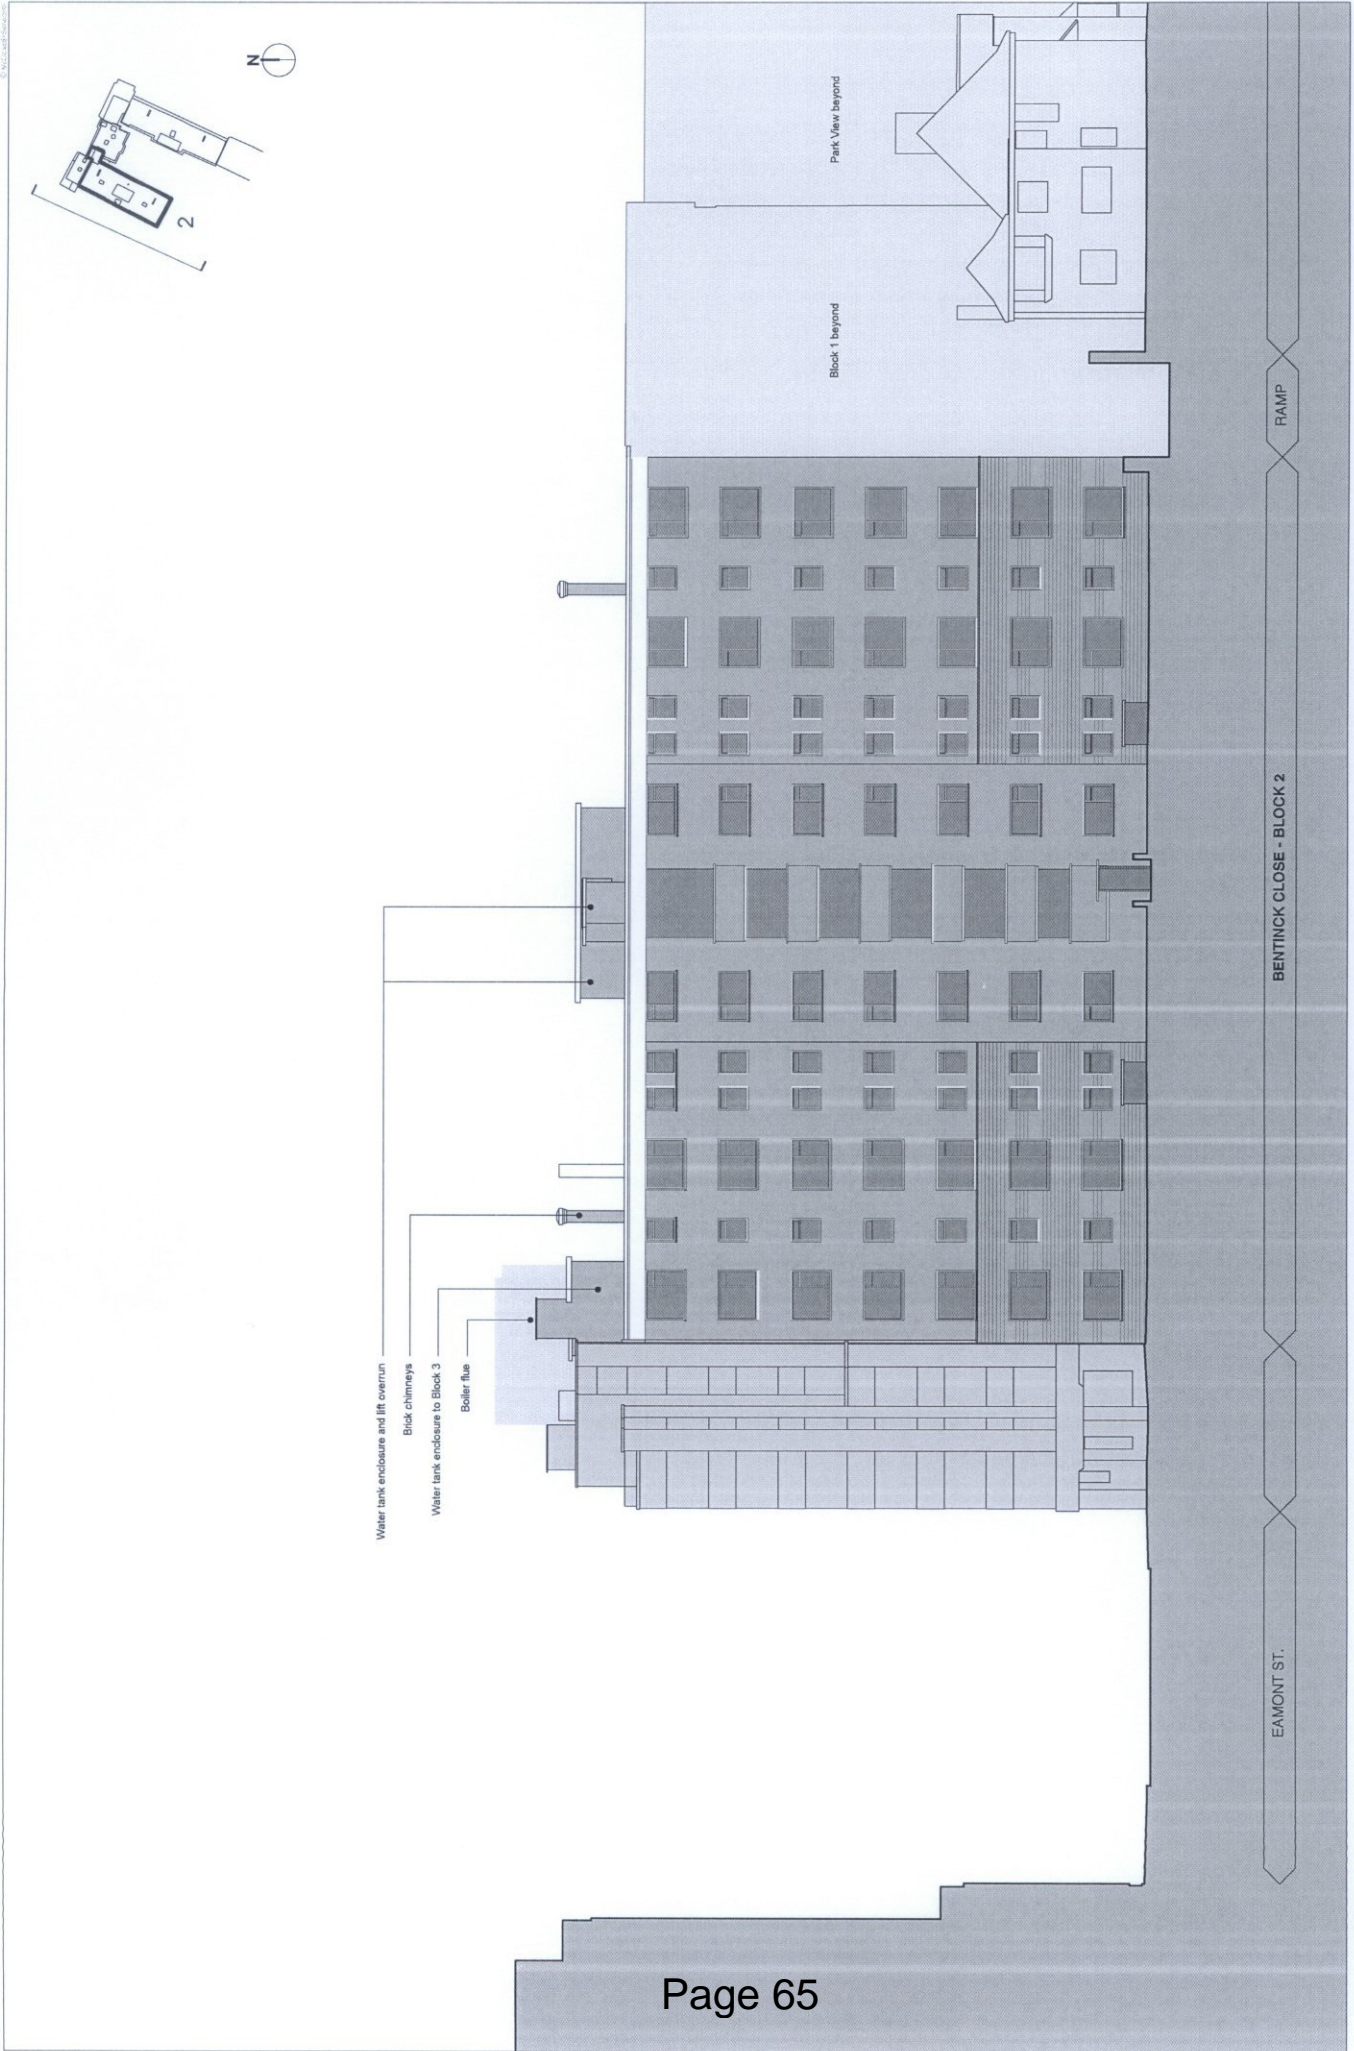 N
2
Water tank enclosure and lift overrun
Brick chimneys
Water tank enclosure to Block 3
Boiler flue
Block 1 beyond
Park View beyond
EAMONT ST.
BENTINCK CLOSE - BLOCK 2
RAMP
Page 65